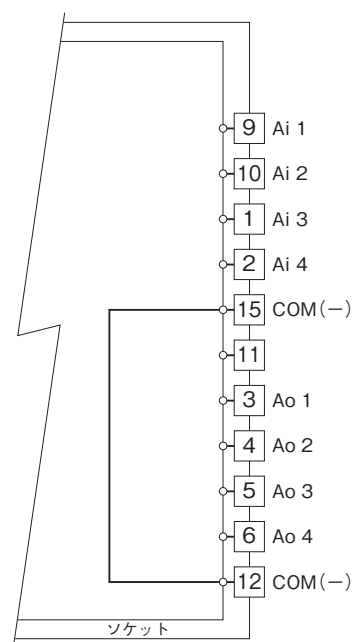 9 Ai 1
10 Ai 2
1 Ai 3
2 Ai 4
15 COM(−)
11
3 Ao 1
4 Ao 2
5 Ao 3
6 Ao 4
12 COM(−)
ソケット